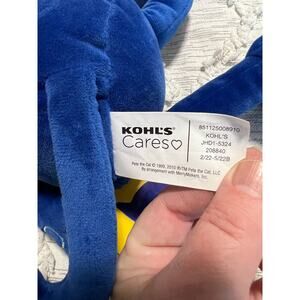 KOHL'S
Cares♡
851125008910
KOHL'S
JHD1-5324
208840
2/22-5/22B
Pete the Cat © 1999, 2010 ®/TM Pete the Cat, LLC
By arrangement with MerryMakers, Inc.